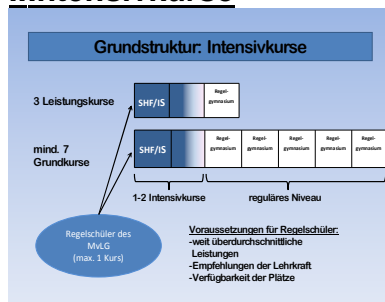 Grundstruktur: Intensivkurse
3 Leistungskurse
SHF/IS
Regel-
gymnasium
mind. 7
Grundkurse
SHF/IS
Regel-
gymnasium
Regel-
gymnasium
Regel-
gymnasium
Regel-
gymnasium
Regel-
gymnasium
1-2 Intensivkurse
reguläres Niveau
Regelschüler des
MvLG
(max. 1 Kurs)
Voraussetzungen für Regelschüler:
-weit überdurchschnittliche
Leistungen
-Empfehlungen der Lehrkraft
-Verfügbarkeit der Plätze